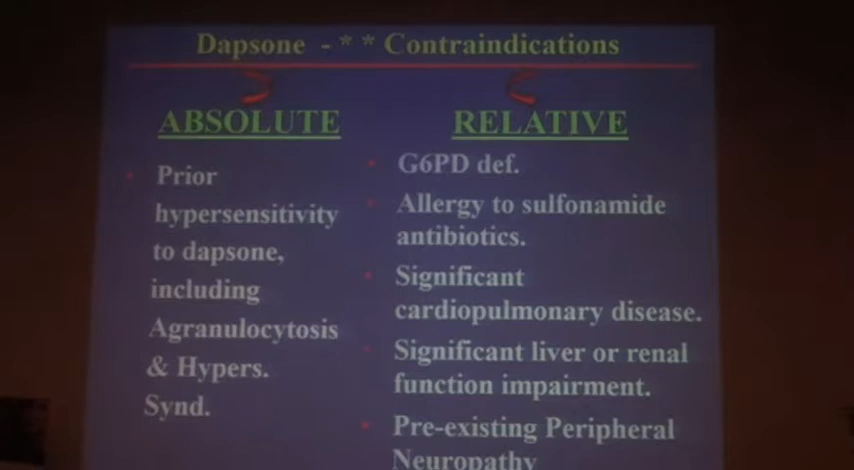 Dapsone - * * Contraindications
ABSOLUTE
Prior
hypersensitivity
to dapsone,
including
Agranulocytosis
& Hypers.
Synd.
RELATIVE
G6PD def.
Allergy to sulfonamide
antibiotics.
Significant
cardiopulmonary disease.
Significant liver or renal
function impairment.
Pre-existing Peripheral
Neuropathy